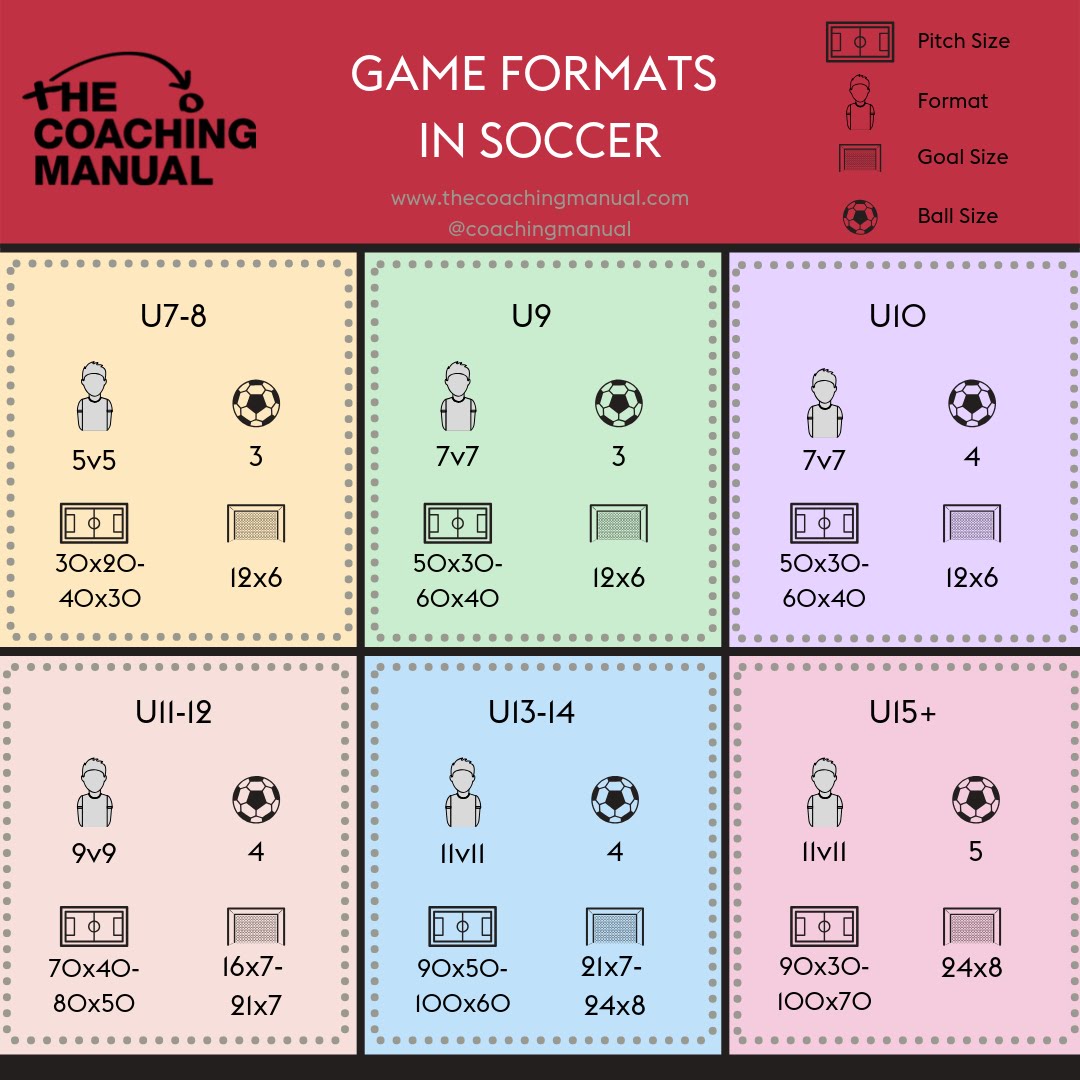 THE
COACHING
MANUAL
GAME FORMATS
IN SOCCER
www.thecoachingmanual.com
@coachingmanual
Pitch Size
Format
Goal Size
Ball Size
U7-8
5v5
3
30x20-
40x30
12x6
U9
7v7
3
50x30-
60x40
12x6
U10
7v7
4
50x30-
60x40
12x6
U11-12
9v9
4
70x40-
80x50
16x7-
21x7
U13-14
11v11
4
90x50-
100x60
21x7-
24x8
U15+
11v11
5
90x30-
100x70
24x8